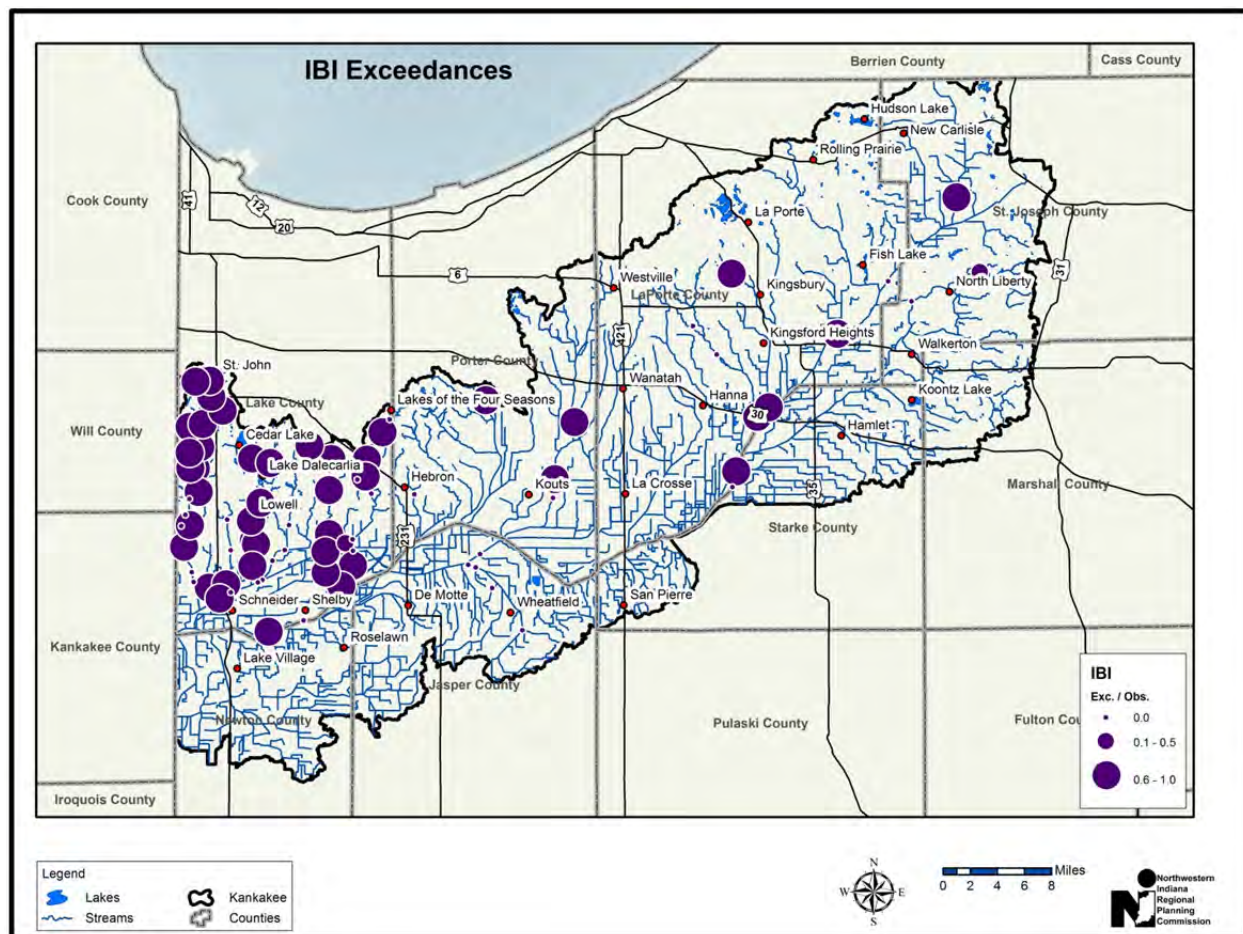 IBI Exceedances
Berrien County
Cass County
Hudson Lake
New Carlisle
Rolling Prairie
Cook County
41
12
20
La Porte
St. Joseph County
Fish Lake
6
31
Westville
North Liberty
LaPorte County
Kingsbury
421
Kingsford Heights
Porter County
Walkerton
St. John
Wanatah
Lake County
Lakes of the Four Seasons
Hanna
Koontz Lake
30
Will County
Hamlet
Cedar Lake
Lake Dalecarlia
Hebron
Kouts
La Crosse
35
Marshall County
Lowell
Starke County
231
Schneider
Shelby
De Motte
Wheatfield
San Pierre
Kankakee County
Roselawn
Lake Village
Jasper County
Newton County
Pulaski County
Fulton Cou
Iroquois County
IBI
Exc. / Obs.
0.0
0.1 - 0.5
0.6 - 1.0
Legend
Lakes
Kankakee
Streams
Counties
N
W E
S
Miles
0 2 4 6 8
Northwestern
Indiana
Regional
Planning
Commission